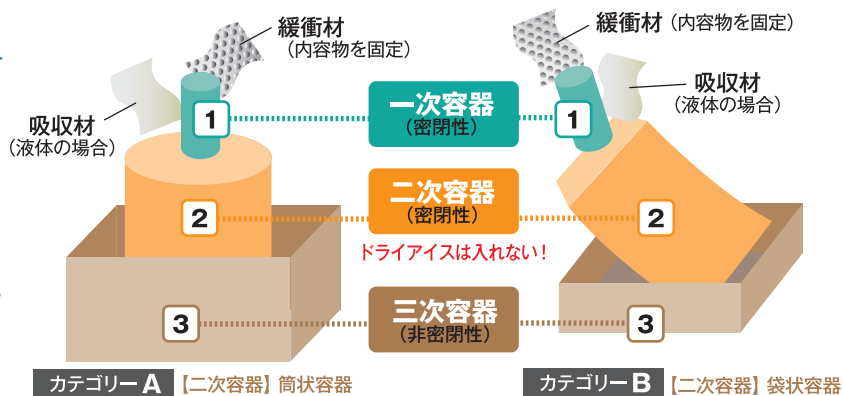 緩衝材
（内容物を固定）
吸収材
（液体の場合）
1
2
3
一次容器
（密閉性）
二次容器
（密閉性）
ドライアイスは入れない！
三次容器
（非密閉性）
緩衝材（内容物を固定）
吸収材
（液体の場合）
1
2
3
カテゴリーA 【二次容器】筒状容器
カテゴリーB 【二次容器】袋状容器